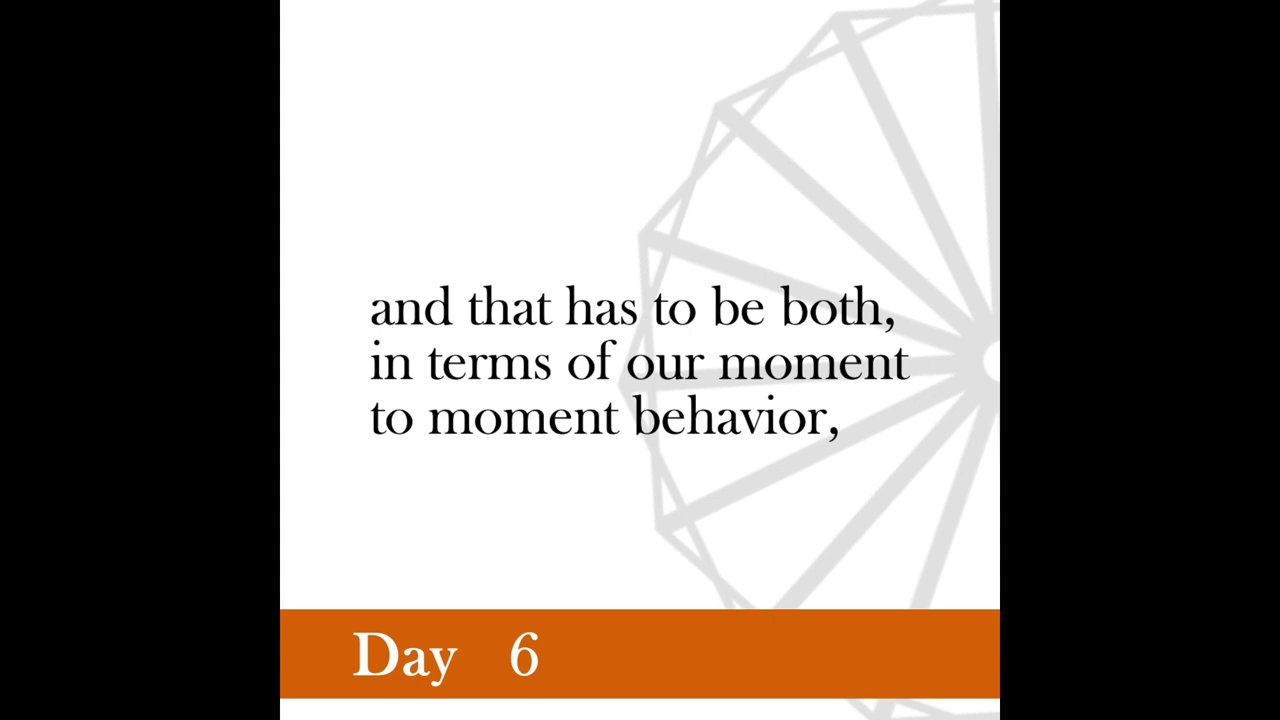 and that has to be both,
in terms of our moment
to moment behavior,
Day 6